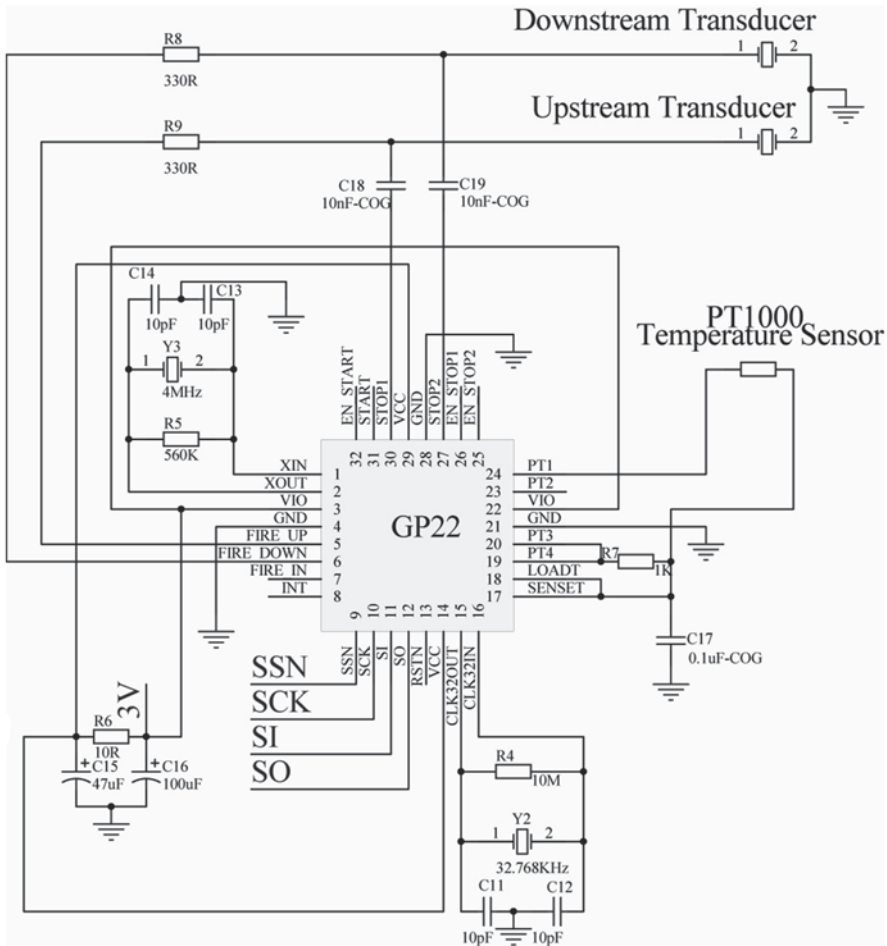 Downstream Transducer
R8
1
2
330R
Upstream Transducer
R9
1
2
330R
C18
10nF-COG
C19
10nF-COG
C14
C13
10pF
10pF
Y3
1
2
4MHz
R5
560K
PT1000
Temperature Sensor
EN_START
START
STOP1
VCC
GND
STOP2
EN_STOP1
EN_STOP2
32
31
30
29
28
27
26
25
XIN
1
XOUT
2
VIO
3
GND
4
FIRE_UP
5
FIRE_DOWN
6
FIRE_IN
7
INT
8
GP22
24
PT1
23
PT2
22
VIO
21
GND
20
PT3
19
PT4
18
LOADT
17
SENSET
R7
1K
C17
0.1uF-COG
9
10
11
12
13
14
15
16
SSN
SCK
SI
SO
RSTN
VCC
CLK32OUT
CLK32IN
SSN
SCK
SI
SO
3V
R6
10R
+
C15
47uF
+
C16
100uF
R4
10M
Y2
1
2
32.768KHz
C11
C12
10pF
10pF